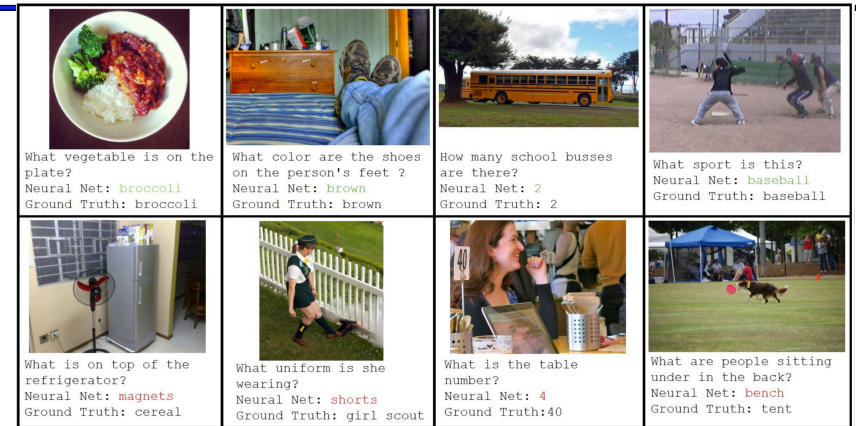 What vegetable is on the
plate?
Neural Net: broccoli
Ground Truth: broccoli
What color are the shoes
on the person's feet ?
Neural Net: brown
Ground Truth: brown
How many school busses
are there?
Neural Net: 2
Ground Truth: 2
What sport is this?
Neural Net: baseball
Ground Truth: baseball
40
What is on top of the
refrigerator?
Neural Net: magnets
Ground Truth: cereal
What uniform is she
wearing?
Neural Net: shorts
Ground Truth: girl scout
What is the table
number?
Neural Net: 4
Ground Truth:40
What are people sitting
under in the back?
Neural Net: bench
Ground Truth: tent